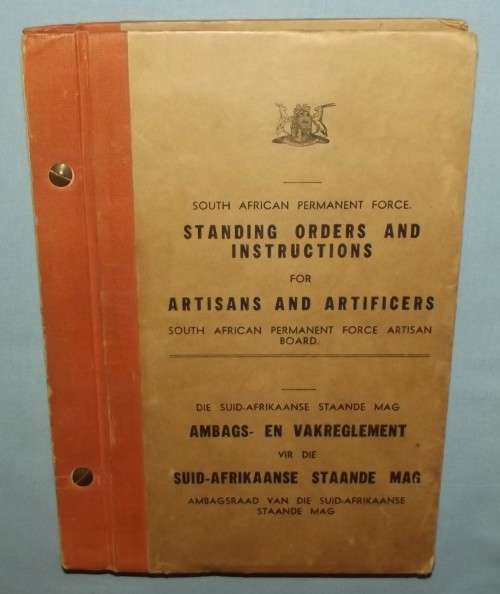 SOUTH AFRICAN PERMANENT FORCE.
STANDING ORDERS AND
INSTRUCTIONS
FOR
ARTISANS AND ARTIFICERS
SOUTH AFRICAN PERMANENT FORCE ARTISAN
BOARD.
DIE SUID-AFRIKAANSE STAANDE MAG
AMBAGS- EN VAKREGLEMENT
VIR DIE
SUID-AFRIKAANSE STAANDE MAG
AMBAGSRAAD VAN DIE SUID-AFRIKAANSE
STAANDE MAG